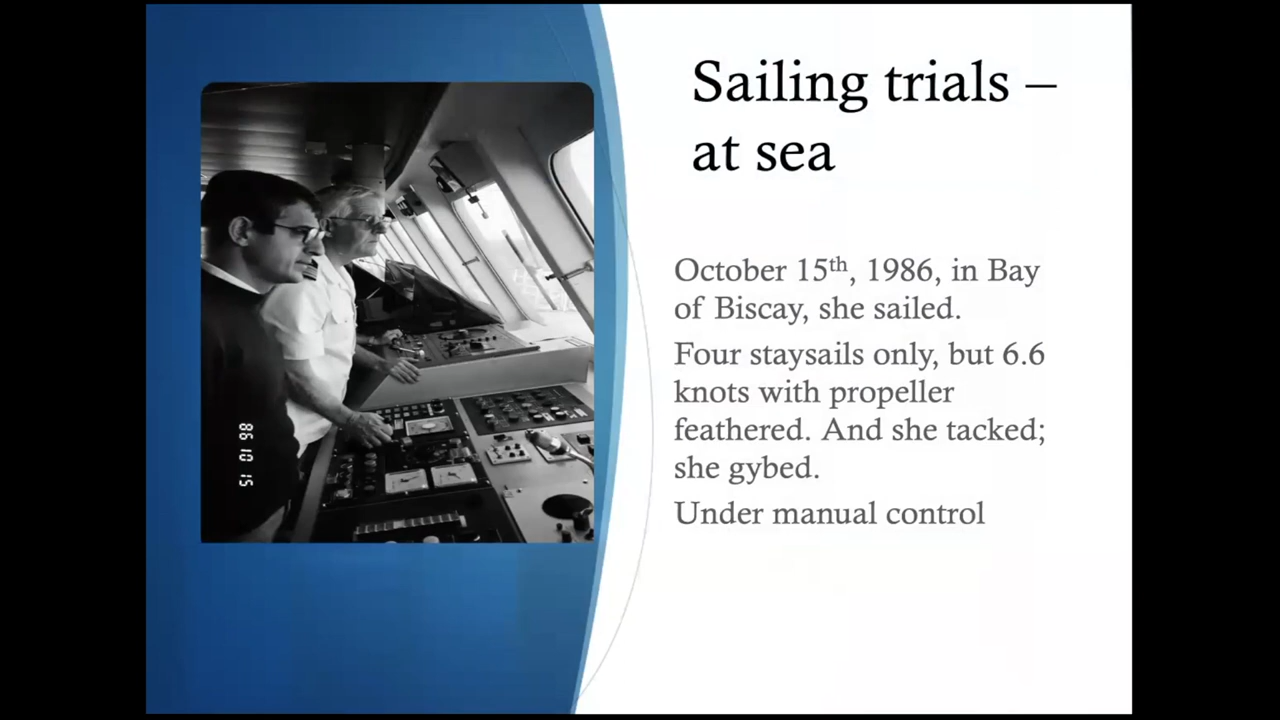 Sailing trials –
at sea
October 15th, 1986, in Bay
of Biscay, she sailed.
Four staysails only, but 6.6
knots with propeller
feathered. And she tacked;
she gybed.
Under manual control
86 10 15